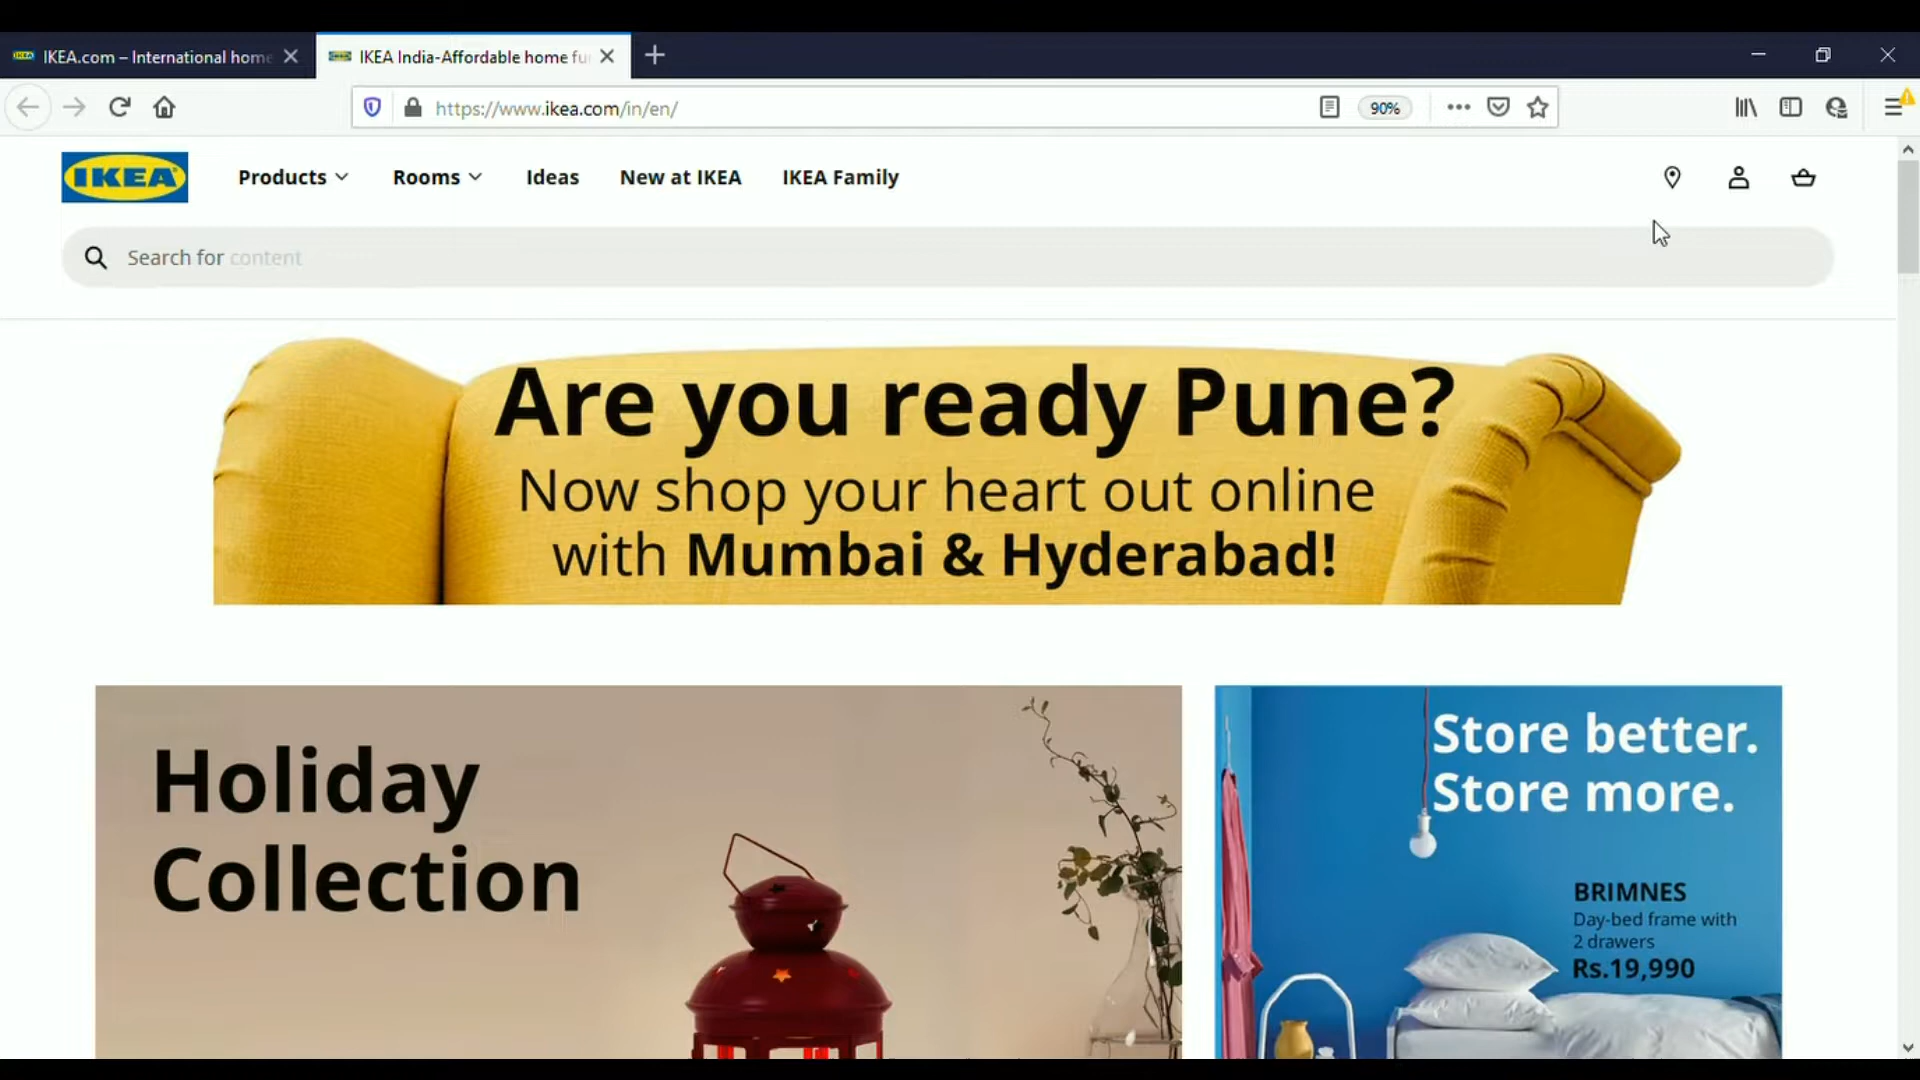 IKEA.com – International home
IKEA India-Affordable home fu
https://www.ikea.com/in/en/
90%
IKEA
Products
Rooms
Ideas
New at IKEA
IKEA Family
Search for content
Are you ready Pune?
Now shop your heart out online
with Mumbai & Hyderabad!
Holiday
Collection
Store better.
Store more.
BRIMNES
Day-bed frame with
2 drawers
Rs.19,990